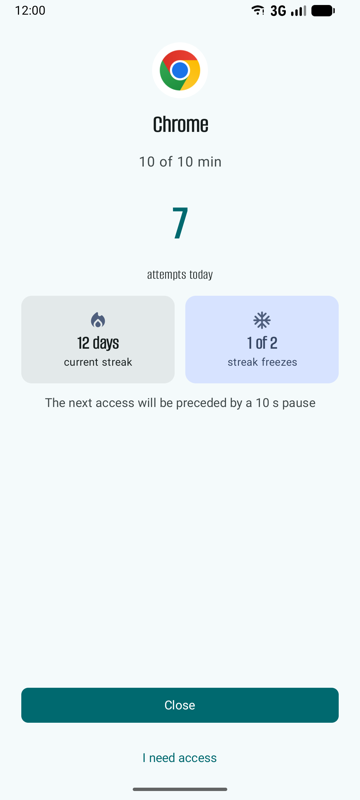 12:00
3G
Chrome
10 of 10 min
7
attempts today
12 days
current streak
1 of 2
streak freezes
The next access will be preceded by a 10 s pause
Close
I need access